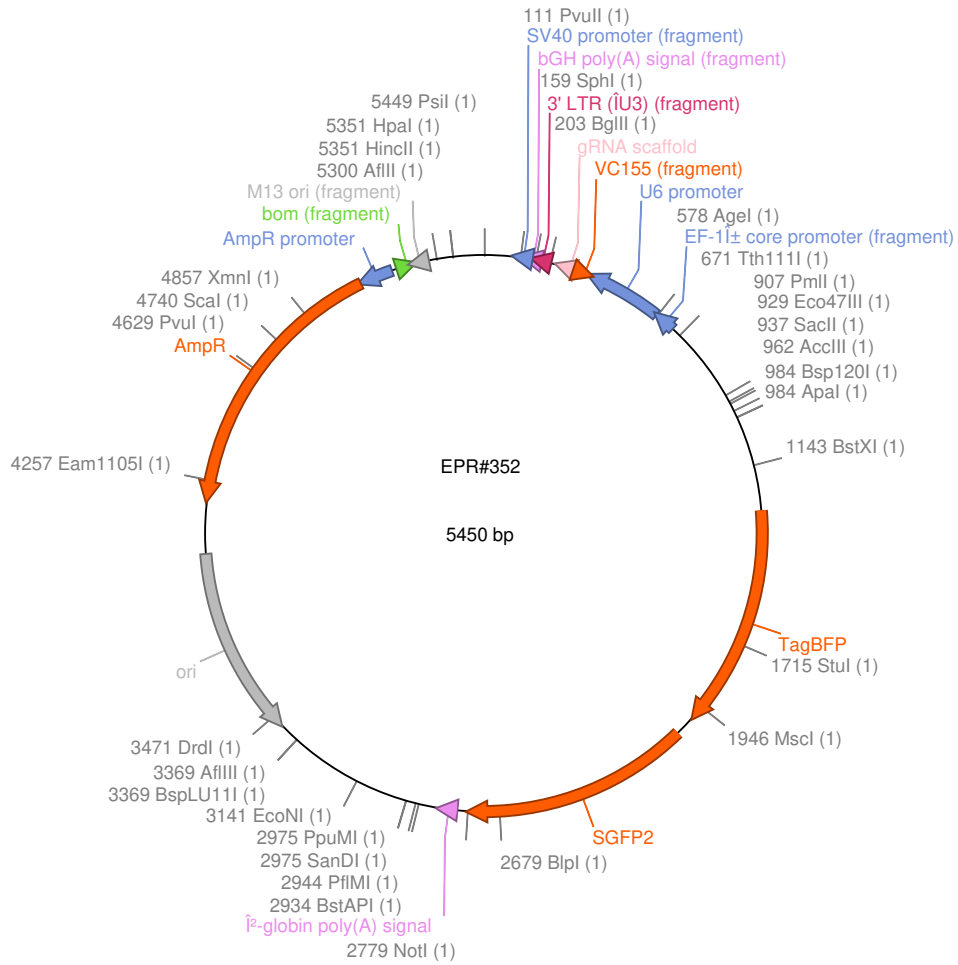 111 PvuII (1)
SV40 promoter (fragment)
bGH poly(A) signal (fragment)
159 SphI (1)
3' LTR (ÎU3) (fragment)
203 BglII (1)
gRNA scaffold
VC155 (fragment)
U6 promoter
578 AgeI (1)
EF-1Î± core promoter (fragment)
671 Tth111I (1)
907 PmlI (1)
929 Eco47III (1)
937 SacII (1)
962 AccIII (1)
984 Bsp120I (1)
984 ApaI (1)
1143 BstXI (1)
TagBFP
1715 StuI (1)
1946 MscI (1)
SGFP2
2679 BlpI (1)
2779 NotI (1)
Î²-globin poly(A) signal
2934 BstAPI (1)
2944 PflMI (1)
2975 SanDI (1)
2975 PpuMI (1)
3141 EcoNI (1)
3369 BspLU11I (1)
3369 AflIII (1)
3471 DrdI (1)
ori
4257 Eam1105I (1)
AmpR
4629 PvuI (1)
4740 ScaI (1)
4857 XmnI (1)
AmpR promoter
bom (fragment)
M13 ori (fragment)
5300 AflII (1)
5351 HincII (1)
5351 HpaI (1)
5449 PsiI (1)
EPR#352
5450 bp